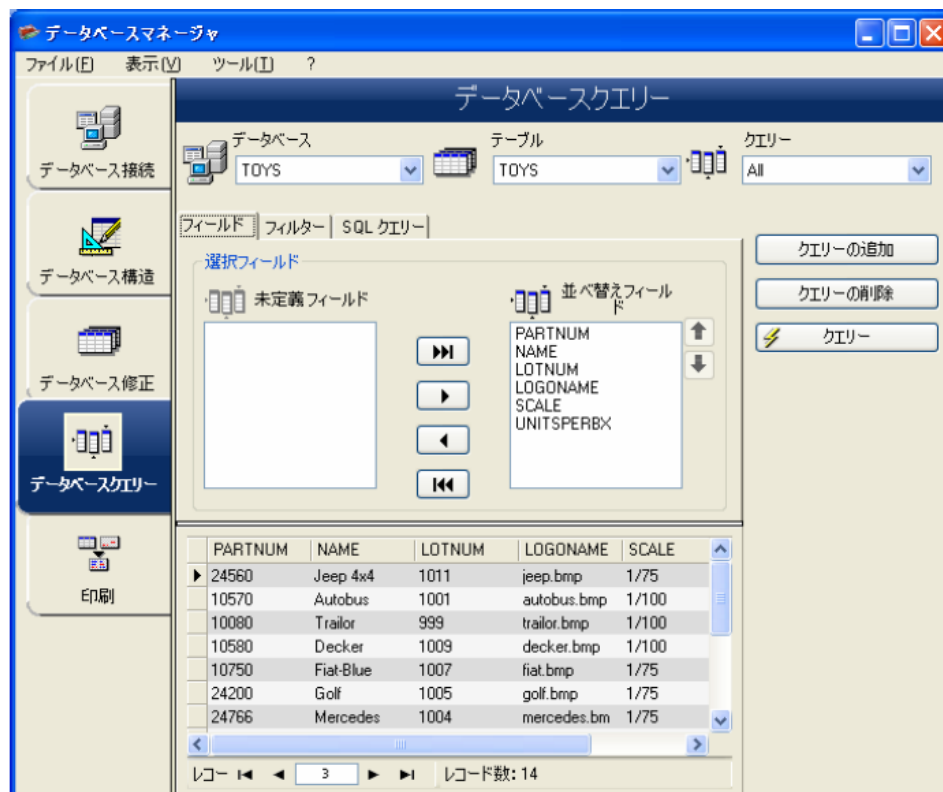 データベースマネージャ
ファイル(F) 表示(V) ツール(T) ?
データベース接続
データベース構造
データベース修正
データベースクエリー
印刷
データベースクエリー
データベース テーブル クエリー
TOYS TOYS All
フィールド フィルター SQL クエリー
選択フィールド
未定義フィールド
並べ替えフィール
ド
PARTNUM
NAME
LOTNUM
LOGONAME
SCALE
UNITSPERBX
クエリーの追加
クエリーの削除
クエリー
PARTNUM NAME LOTNUM LOGONAME SCALE
24560 Jeep 4x4 1011 jeep.bmp 1/75
10570 Autobus 1001 autobus.bmp 1/100
10080 Trailor 999 trailor.bmp 1/100
10580 Decker 1009 decker.bmp 1/100
10750 Fiat-Blue 1007 fiat.bmp 1/75
24200 Golf 1005 golf.bmp 1/75
24766 Mercedes 1004 mercedes.bm 1/75
レコー 3 レコード数: 14